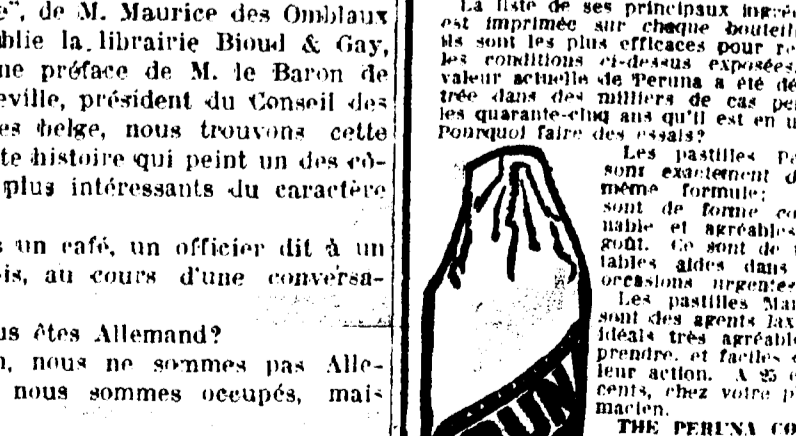 de M. Maurice des Omblaux
blie la librairie Bioud & Gay,
ne préface de M. le Baron de
eville, président du Conseil des
es belge, nous trouvons cette
te histoire qui peint un des cô-
plus intéressants du caractère
s un café, un officier dit à un
is, au cours d'une conversa-
us êtes Allemand?
n, nous ne sommes pas Alle-
nous sommes occupés, mais
La liste de ses principaux ingré
est imprimée sur chaque bouteil
ils sont les plus efficaces pour re
les conditions ci-dessus exposées.
valeur actuelle de Peruna a été dé
trée dans des milliers de cas pe
les quarante-cinq ans qu'il est en u
Pourquoi faire des essais?
Les pastilles Pe
sont exactement d
même formule;
sont de forme co
nable et agréables
goût. Ce sont de
tables aides dans
occasions urgentes
Les pastilles Man
sont des agents lax
idéals très agréabl
prendre, et faciles
leur action. A 25
cents, chez votre p
macien.
THE PERUNA CO
RUN